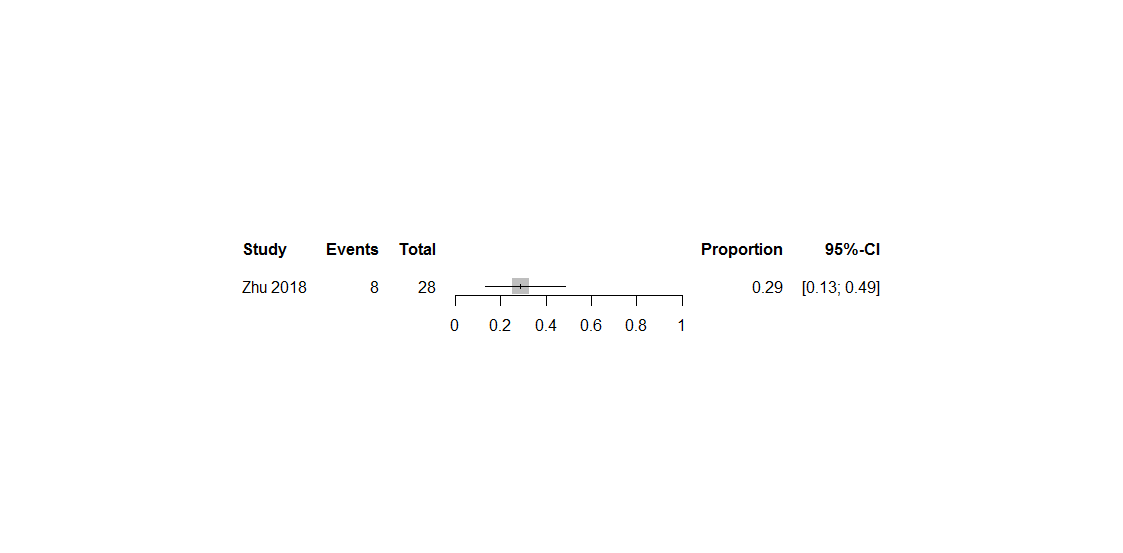 Study Events Total Proportion 95%-CI
Zhu 2018 8 28 0.29 [0.13; 0.49]
0 0.2 0.4 0.6 0.8 1